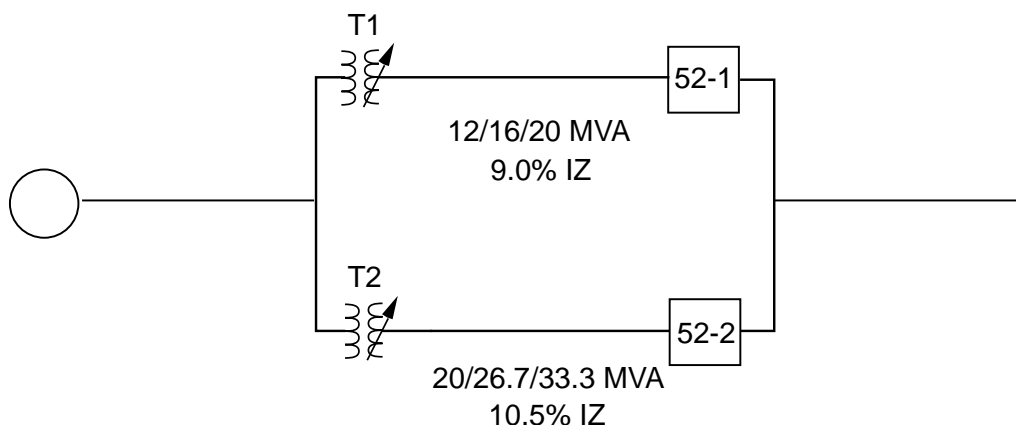 T1
52-1
12/16/20 MVA
9.0% IZ
T2
52-2
20/26.7/33.3 MVA
10.5% IZ